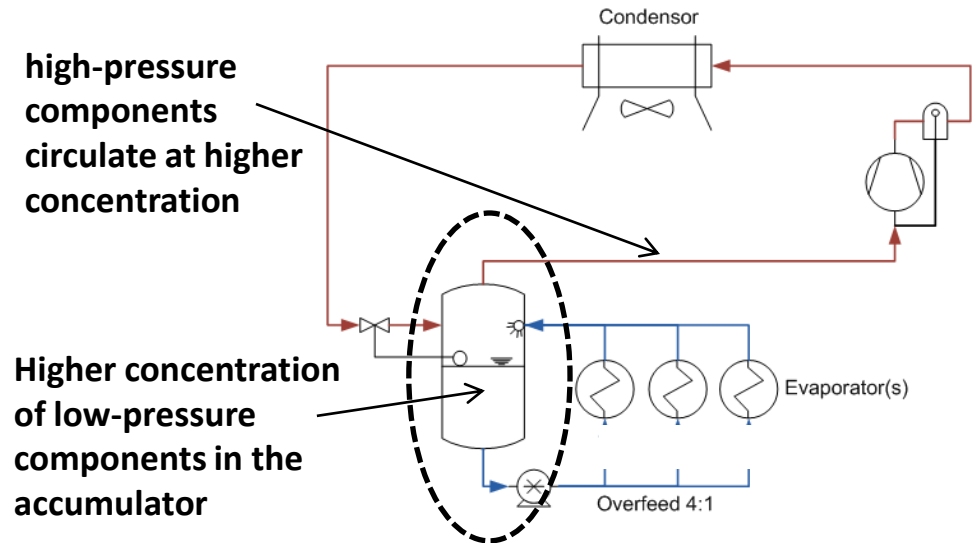 Condensor
high-pressure
components
circulate at higher
concentration
Higher concentration
of low-pressure
components in the
accumulator
Evaporator(s)
Overfeed 4:1